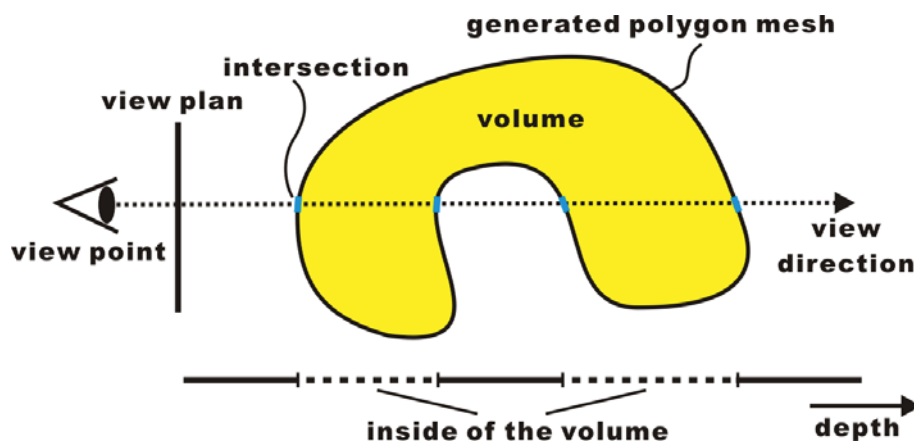 generated polygon mesh
intersection
view plan
volume
view point
view
direction
inside of the volume
depth